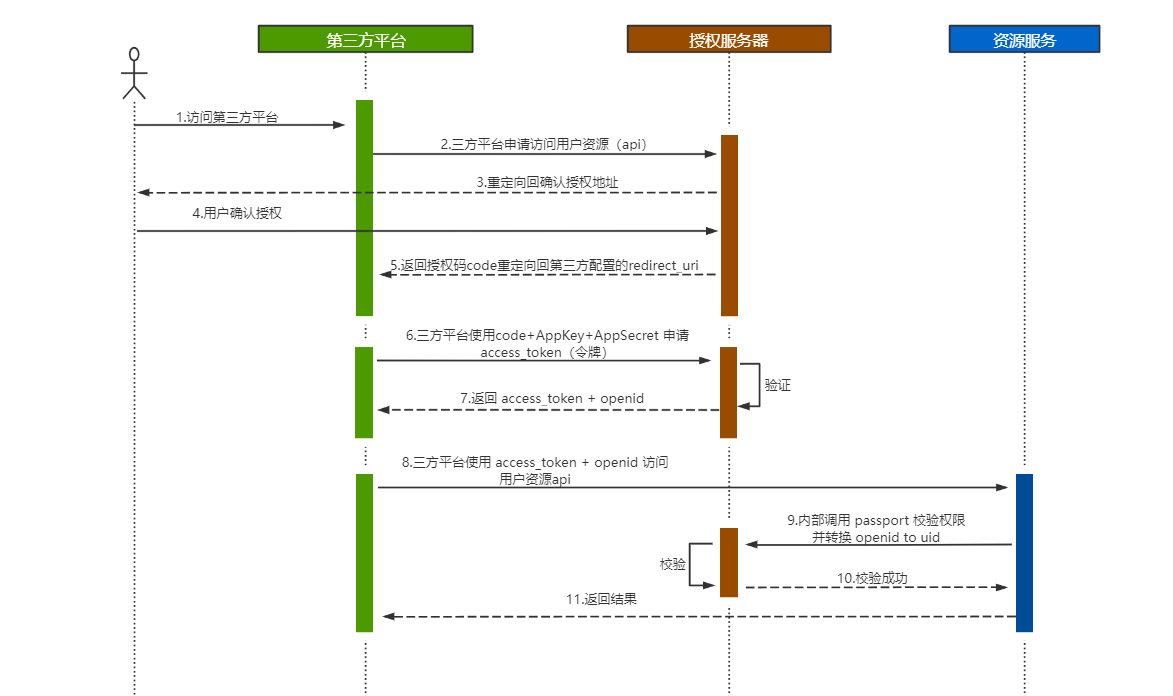 第三方平台
授权服务器
资源服务
1.访问第三方平台
2.三方平台申请访问用户资源（api）
3.重定向回确认授权地址
4.用户确认授权
5.返回授权码code重定向回第三方配置的redirect_uri
6.三方平台使用code+AppKey+AppSecret 申请
access_token（令牌）
验证
7.返回 access_token + openid
8.三方平台使用 access_token + openid 访问
用户资源api
9.内部调用 passport 校验权限
并转换 openid to uid
校验
10.校验成功
11.返回结果